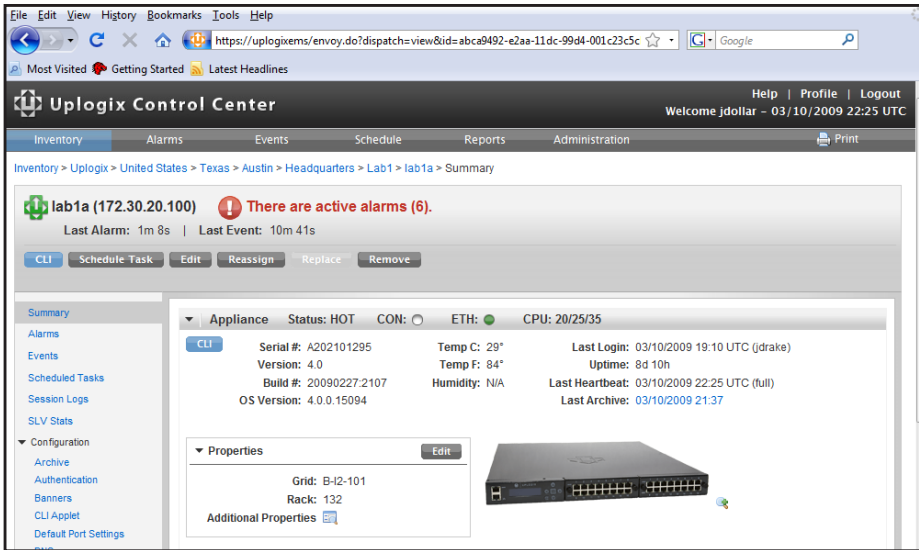 File Edit View History Bookmarks Tools Help
https://uplogixems/envoy.do?dispatch=view&id=abca9492-e2aa-11dc-99d4-001c23c5c G Google
Most Visited Getting Started Latest Headlines
Uplogix Control Center
Help | Profile | Logout
Welcome jdollar – 03/10/2009 22:25 UTC
Inventory Alarms Events Schedule Reports Administration Print
Inventory > Uplogix > United States > Texas > Austin > Headquarters > Lab1 > lab1a > Summary
lab1a (172.30.20.100) There are active alarms (6).
Last Alarm: 1m 8s | Last Event: 10m 41s
CLI Schedule Task Edit Reassign Replace Remove
Summary
Alarms
Events
Scheduled Tasks
Session Logs
SLV Stats
Configuration
Archive
Authentication
Banners
CLI Applet
Default Port Settings
Appliance Status: HOT CON: ETH: CPU: 20/25/35
CLI
Serial #: A202101295
Version: 4.0
Build #: 20090227:2107
OS Version: 4.0.0.15094
Temp C: 29°
Temp F: 84°
Humidity: N/A
Last Login: 03/10/2009 19:10 UTC (jdrake)
Uptime: 8d 10h
Last Heartbeat: 03/10/2009 22:25 UTC (full)
Last Archive: 03/10/2009 21:37
Properties Edit
Grid: B-I2-101
Rack: 132
Additional Properties